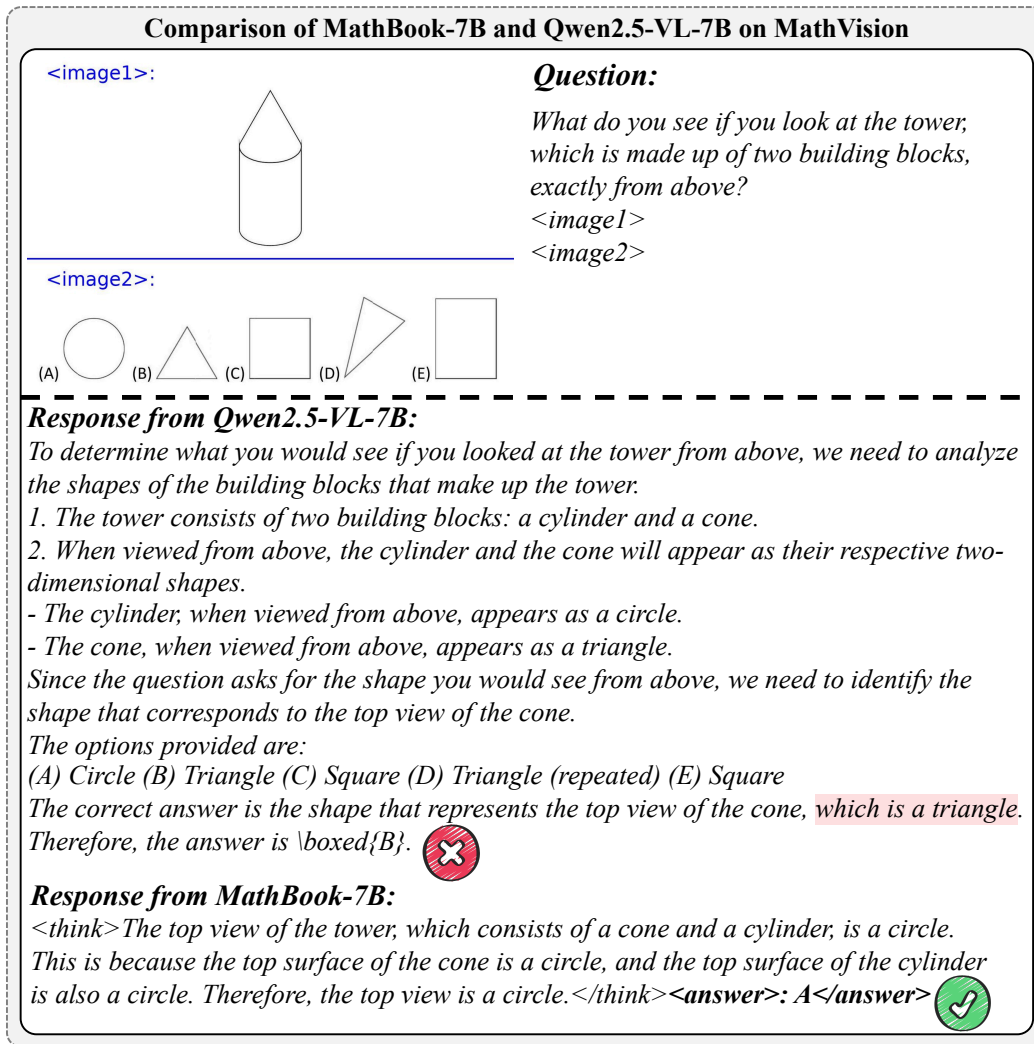 Comparison of MathBook-7B and Qwen2.5-VL-7B on MathVision
<image1>:
<image2>:
(A)
(B)
(C)
(D)
(E)
Question:
What do you see if you look at the tower,
which is made up of two building blocks,
exactly from above?
<image1>
<image2>
Response from Qwen2.5-VL-7B:
To determine what you would see if you looked at the tower from above, we need to analyze
the shapes of the building blocks that make up the tower.
1. The tower consists of two building blocks: a cylinder and a cone.
2. When viewed from above, the cylinder and the cone will appear as their respective two-
dimensional shapes.
- The cylinder, when viewed from above, appears as a circle.
- The cone, when viewed from above, appears as a triangle.
Since the question asks for the shape you would see from above, we need to identify the
shape that corresponds to the top view of the cone.
The options provided are:
(A) Circle (B) Triangle (C) Square (D) Triangle (repeated) (E) Square
The correct answer is the shape that represents the top view of the cone, which is a triangle.
Therefore, the answer is \boxed{B}.
Response from MathBook-7B:
<think>The top view of the tower, which consists of a cone and a cylinder, is a circle.
This is because the top surface of the cone is a circle, and the top surface of the cylinder
is also a circle. Therefore, the top view is a circle.</think><answer>: A</answer>